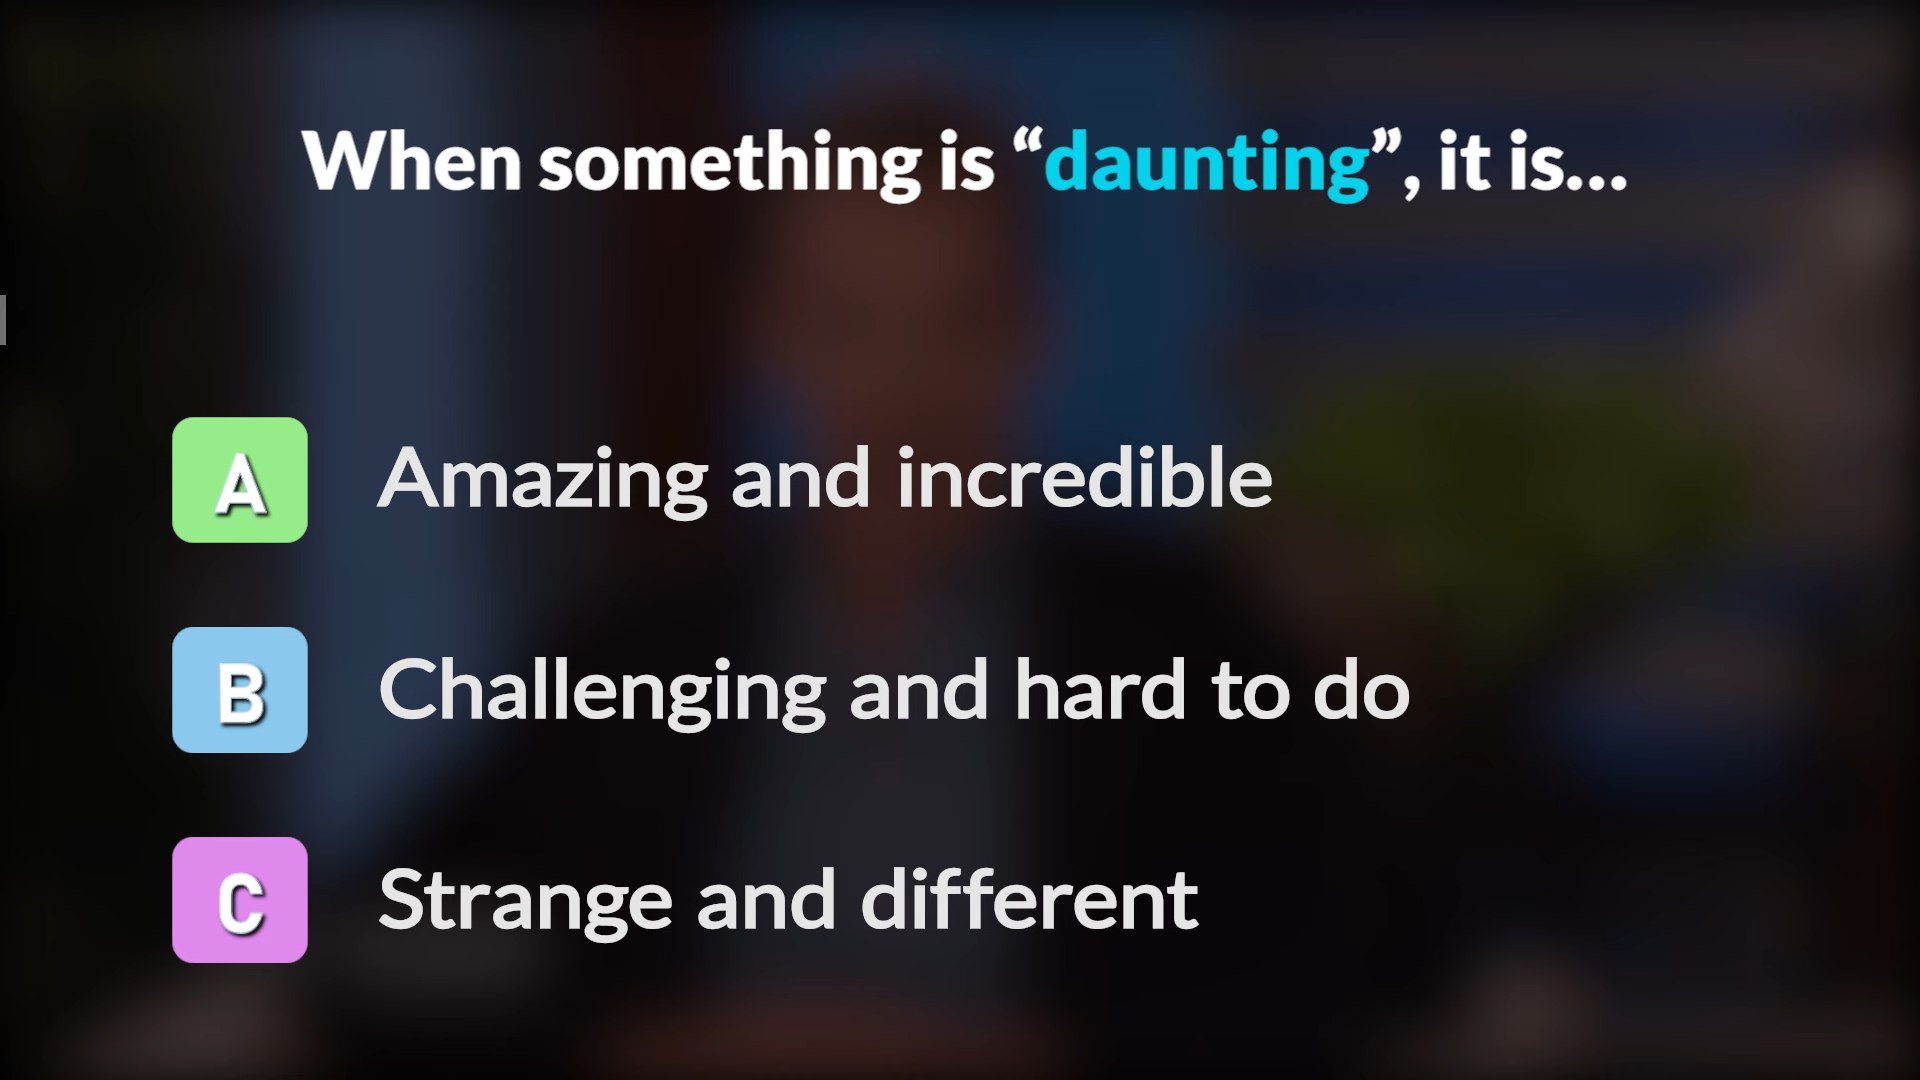 When something is “daunting”, it is...
A Amazing and incredible
B Challenging and hard to do
C Strange and different